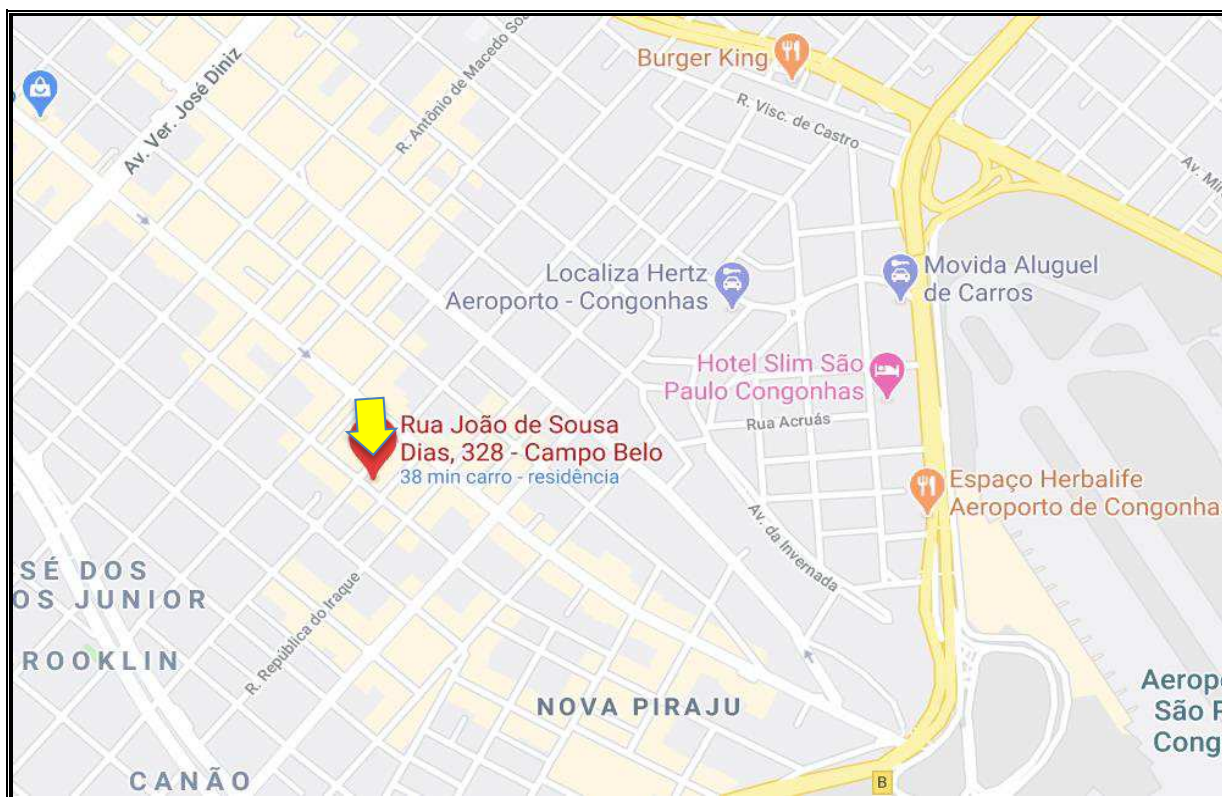 Burger King
R. Antônio de Macedo
Av. Ver. José Diniz
R. Visc. de Castro
Av.
Localiza Hertz
Aeroporto - Congonhas
Movida Aluguel
de Carros
Hotel Slim São
Paulo Congonhas
Rua Acruás
Rua João de Sousa
Dias, 328 - Campo Belo
38 min carro - residência
Espaço Herbalife
Aeroporto de Congonha
Av. da Invernada
SÉ DOS
OS JUNIOR
R. República do Iraque
ROOKLIN
NOVA PIRAJU
Aerop
São P
Cong
CANÃO
B